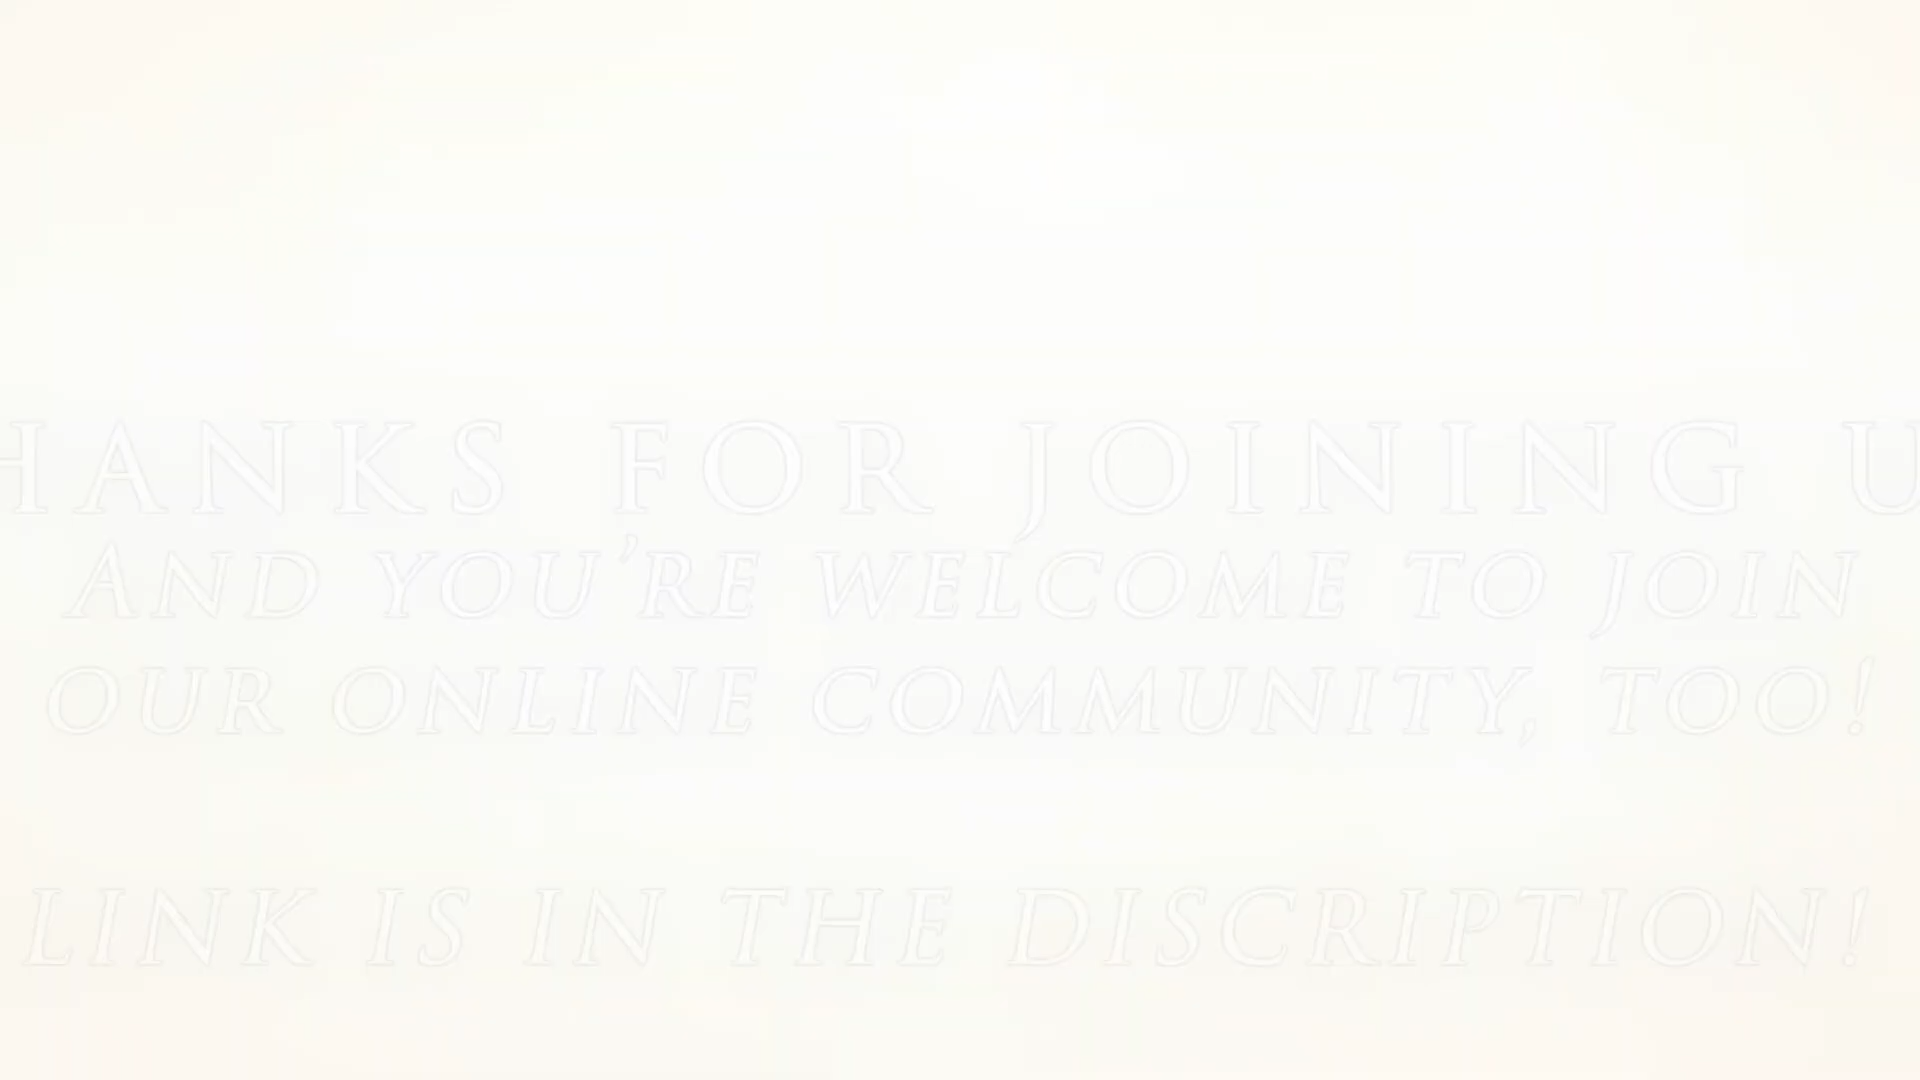 HANKS FOR JOINING U
AND YOU'RE WELCOME TO JOIN
OUR ONLINE COMMUNITY, TOO!
LINK IS IN THE DISCRIPTION!